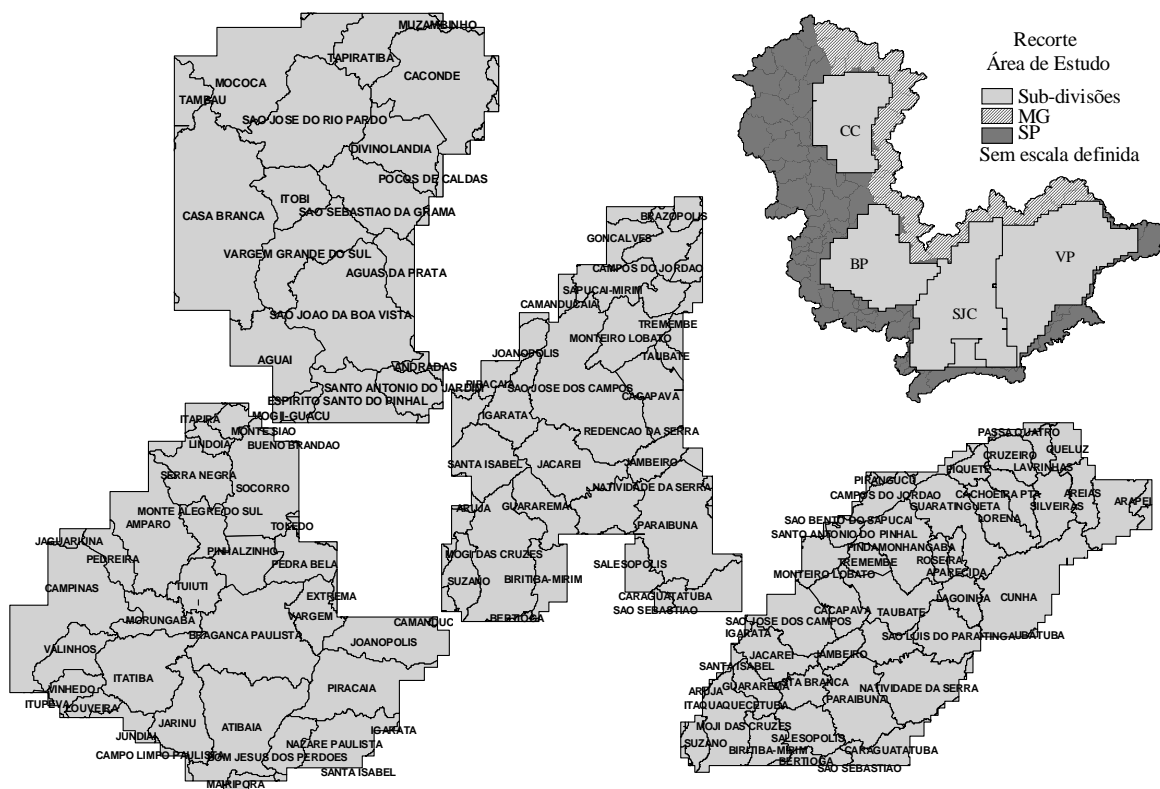 MUZAMBINHO
TAPIRATIBA
CACONDE
MOCOCA
TAMBAU
SAO JOSE DO RIO PARDO
DIVINOLANDIA
POCOS DE CALDAS
ITOBI
CASA BRANCA
SAO SEBASTIAO DA GRAMA
VARGEM GRANDE DO SUL
AGUAS DA PRATA
SAO JOAO DA BOA VISTA
AGUAI
ANDRADAS
SANTO ANTONIO DO JARDI
ESPIRITO SANTO DO PINHAL
MOGI-GUACU
Recorte
Área de Estudo
Sub-divisões
MG
SP
Sem escala definida
CC
BP
VP
SJC
BRAZOPOLIS
GONCALVES
CAMPOS DO JORDAO
SAPUCAI-MIRIM
CAMANDUCAIA
TREMEMBE
MONTEIRO LOBATO
JOANOPOLIS
TAUBATE
PIRACAIA
SAO JOSE DOS CAMPOS
CACAPAVA
IGARATA
REDENCAO DA SERRA
SANTA ISABEL
JACAREI
JAMBEIRO
NATIVIDADE DA SERRA
ARUJA
GUARAREMA
PARAIBUNA
MOGI DAS CRUZES
SALESOPOLIS
SUZANO
BIRITIBA-MIRIM
CARAGUATATUBA
SAO SEBASTIAO
BERTIOGA
ITAPIRA
MONTE SIAO
LINDOIA
BUENO BRANDAO
SERRA NEGRA
SOCORRO
MONTE ALEGRE DO SUL
AMPARO
TOLEDO
JAGUARIUNA
PEDREIRA
PINHALZINHO
PEDRA BELA
CAMPINAS
TUIUTI
EXTREMA
MORUNGABA
VARGEM
CAMANDUC
BRAGANCA PAULISTA
JOANOPOLIS
VALINHOS
ITATIBA
VINHEDO
PIRACAIA
ITUPEVA
LOUVEIRA
JARINU
ATIBAIA
IGARATA
JUNDIAI
NAZARE PAULISTA
CAMPO LIMPO PAULISTA
BOM JESUS DOS PERDOES
SANTA ISABEL
MAIRIPORA
PASSA QUATRO
QUELUZ
CRUZEIRO
LAVRINHAS
PIQUETE
PIRANGUCU
CAMPOS DO JORDAO
CACHOEIRA PTA
AREIAS
ARAPEI
GUARATINGUETA
SILVEIRAS
LORENA
SAO BENTO DO SAPUCAI
SANTO ANTONIO DO PINHAL
PINDAMONHANGABA
ROSEIRA
TREMEMBE
APARECIDA
MONTEIRO LOBATO
LAGOINHA
CUNHA
CACAPAVA
TAUBATE
SAO JOSE DOS CAMPOS
IGARATA
SAO LUIS DO PARAITINGA
UBATUBA
JACAREI
JAMBEIRO
SANTA ISABEL
GUARAREMA
STA BRANCA
ARUJA
PARAIBUNA
NATIVIDADE DA SERRA
ITAQUAQUECETUBA
MOJI DAS CRUZES
SALESOPOLIS
SUZANO
BIRITIBA-MIRIM
CARAGUATATUBA
BERTIOGA
SAO SEBASTIAO